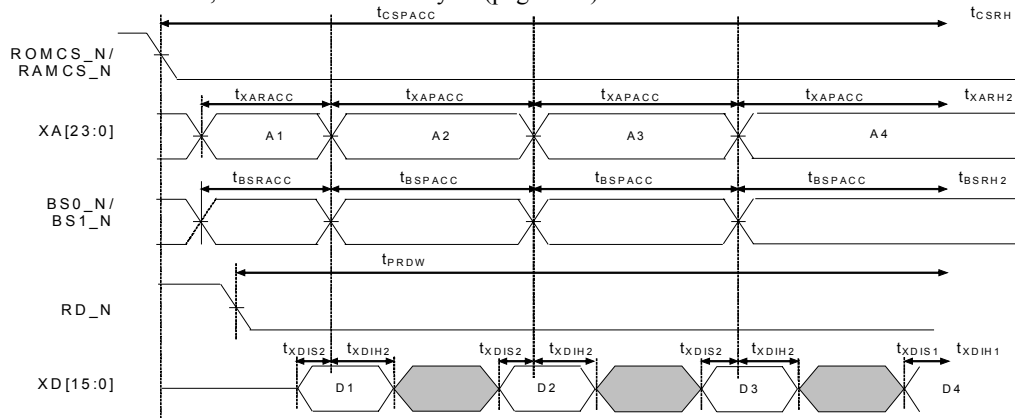 tCSPACC tCSRH
ROMCS_N/
RAMCS_N
tXARACC tXAPACC tXAPACC tXAPACC tXARH2
XA[23:0] A1 A2 A3 A4
tBSRACC tBSPACC tBSPACC tBSPACC tBSRH2
BS0_N/
BS1_N
tPRDW
RD_N
tXDIS2 tXDIH2 tXDIS2 tXDIH2 tXDIS2 tXDIH2 tXDIS1 tXDIH1
XD[15:0] D1 D2 D3 D4